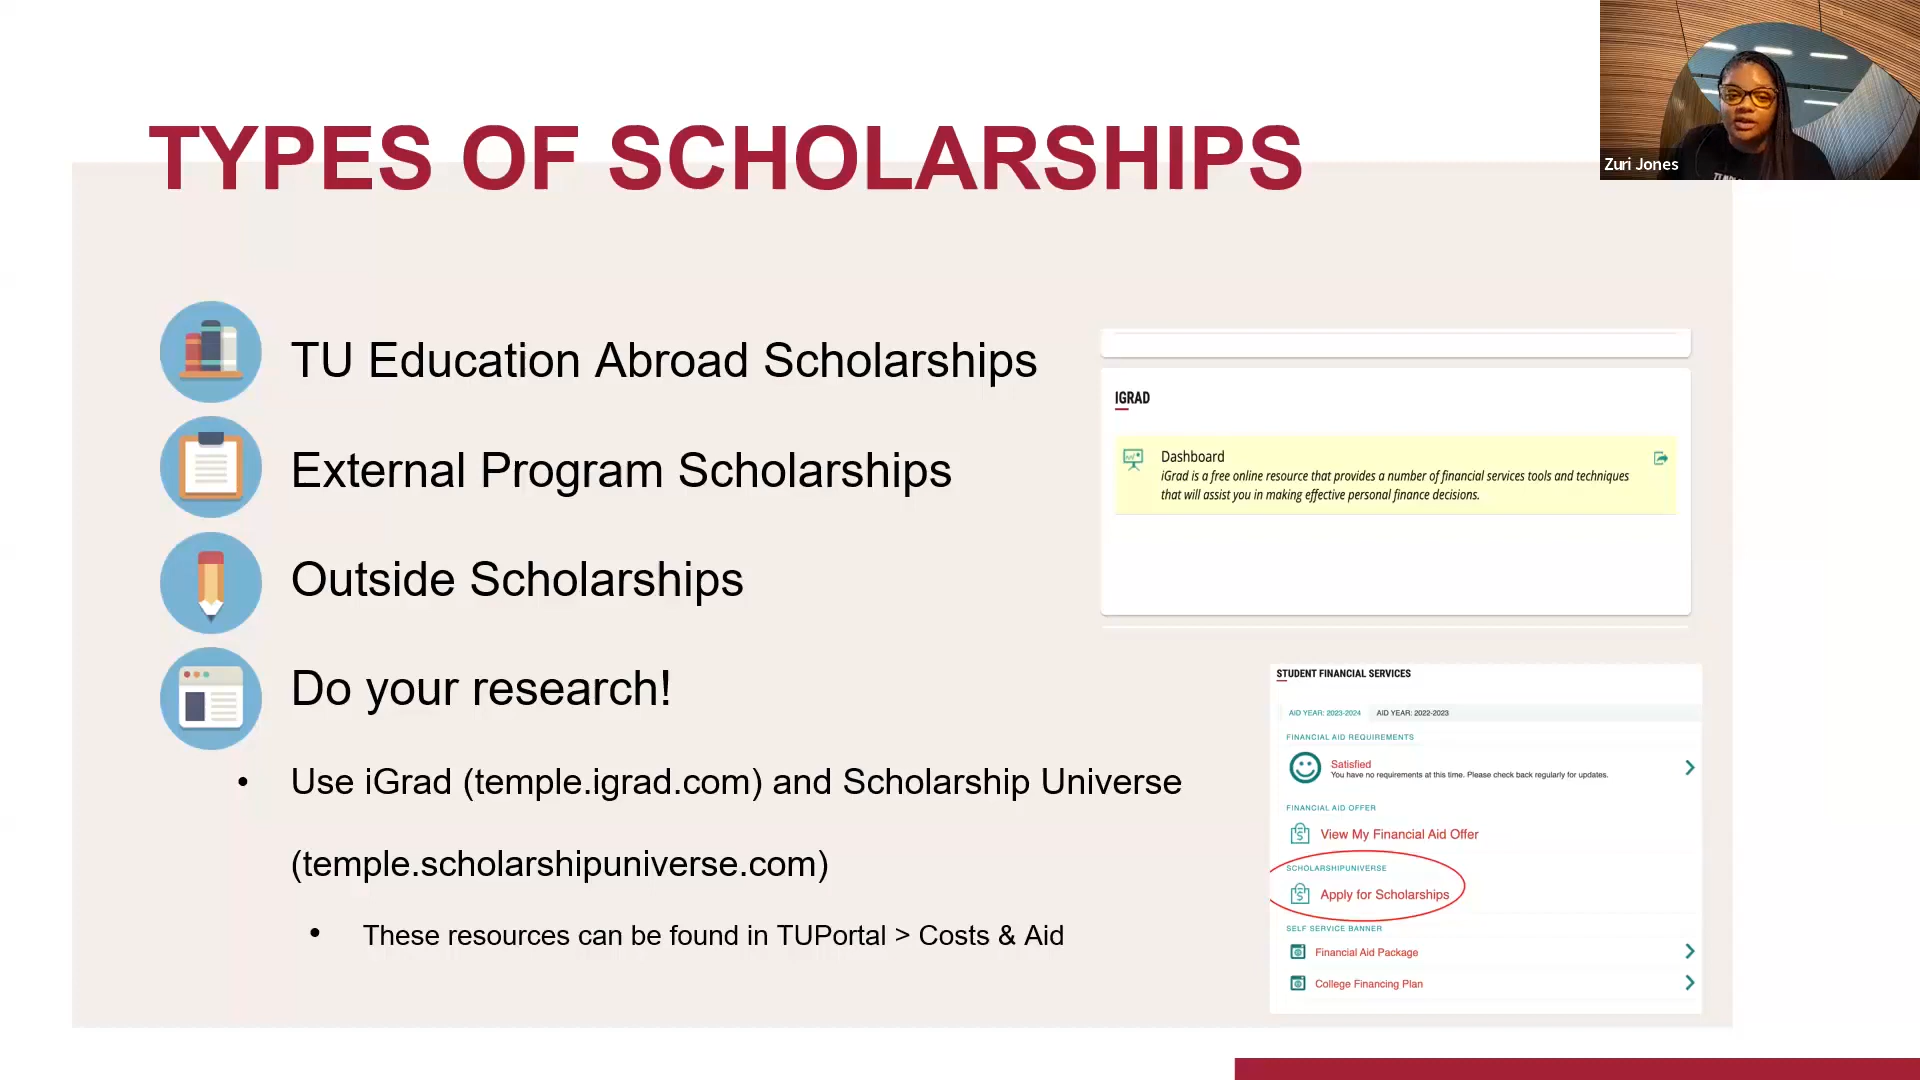 TYPES OF SCHOLARSHIPS
Zuri Jones
TU Education Abroad Scholarships
External Program Scholarships
Outside Scholarships
Do your research!
• Use iGrad (temple.igrad.com) and Scholarship Universe
(temple.scholarshipuniverse.com)
• These resources can be found in TUPortal > Costs & Aid
IGRAD
Dashboard
iGrad is a free online resource that provides a number of financial services tools and techniques
that will assist you in making effective personal finance decisions.
STUDENT FINANCIAL SERVICES
AID YEAR: 2023-2024 AID YEAR: 2022-2023
FINANCIAL AID REQUIREMENTS
Satisfied
You have no requirements at this time. Please check back regularly for updates.
FINANCIAL AID OFFER
View My Financial Aid Offer
SCHOLARSHIPUNIVERSE
Apply for Scholarships
SELF SERVICE BANNER
Financial Aid Package
College Financing Plan